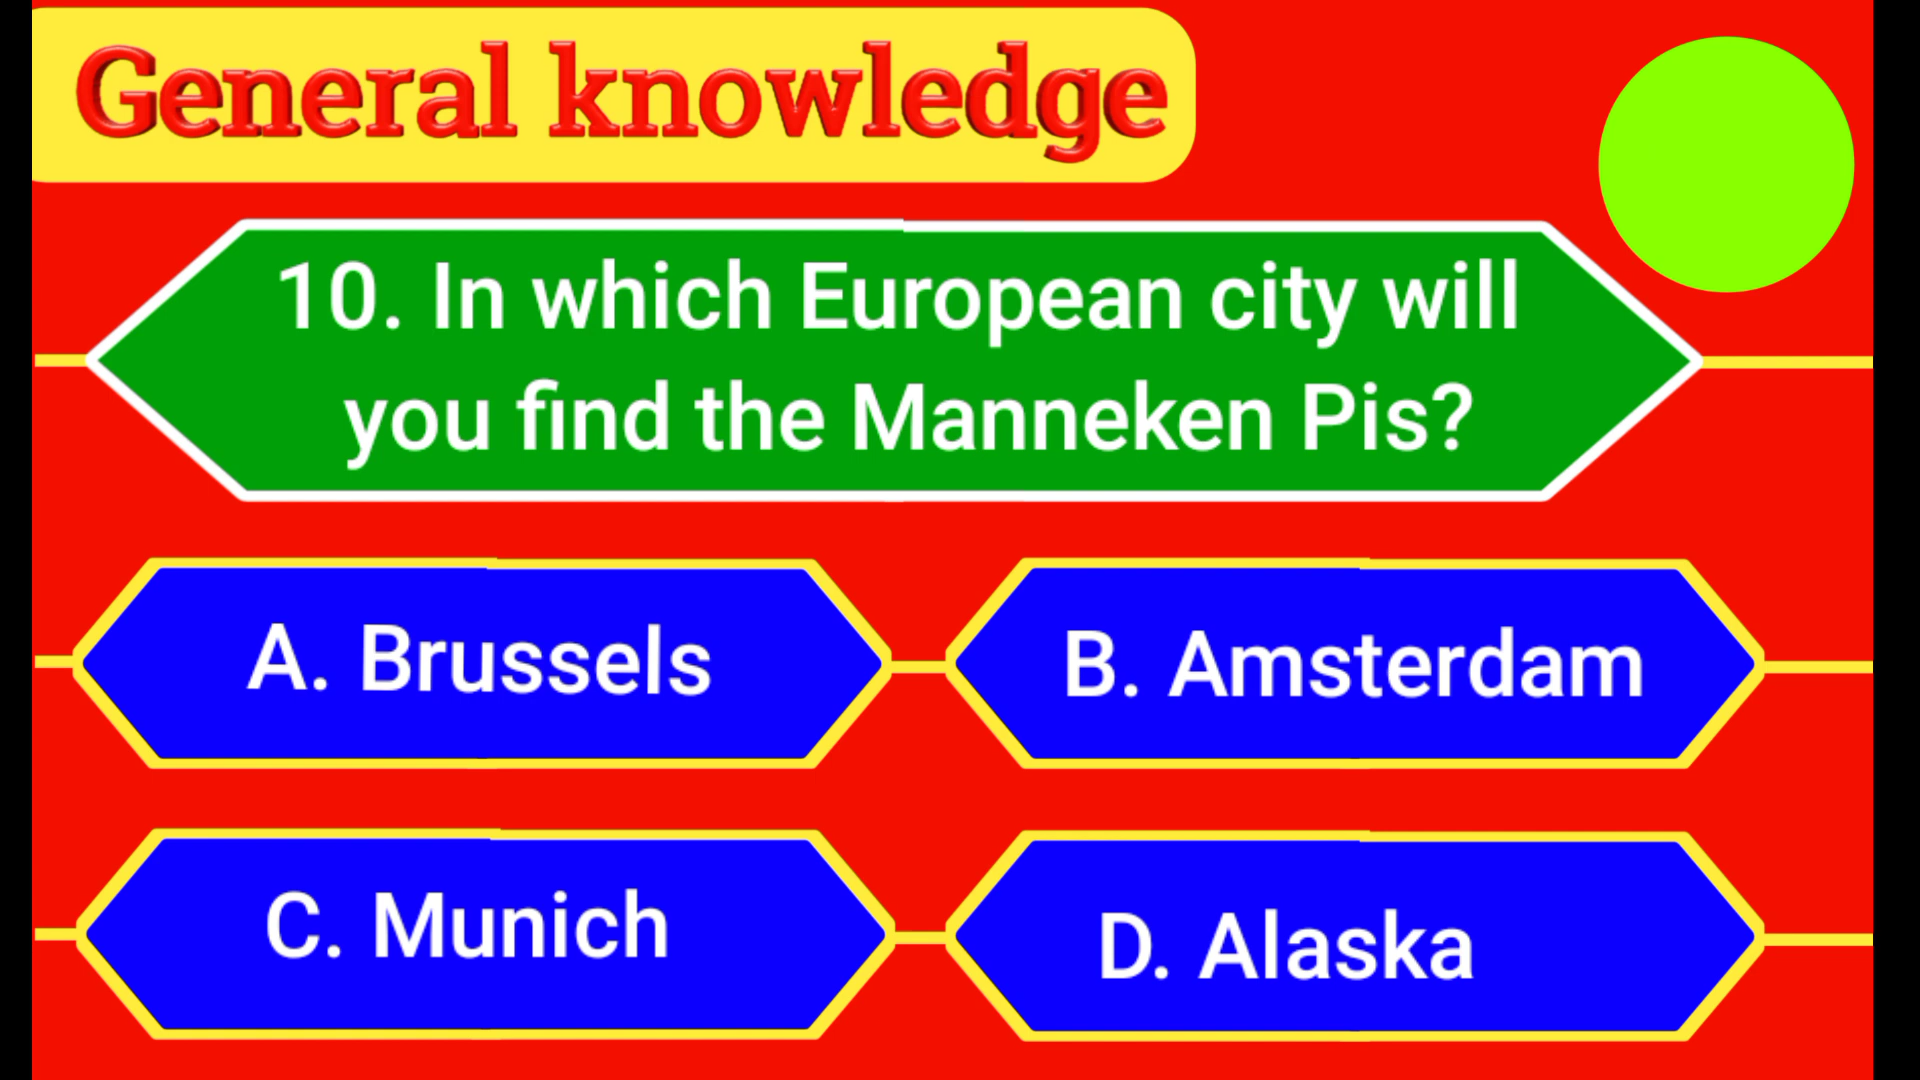 General knowledge
10. In which European city will
you find the Manneken Pis?
A. Brussels
B. Amsterdam
C. Munich
D. Alaska